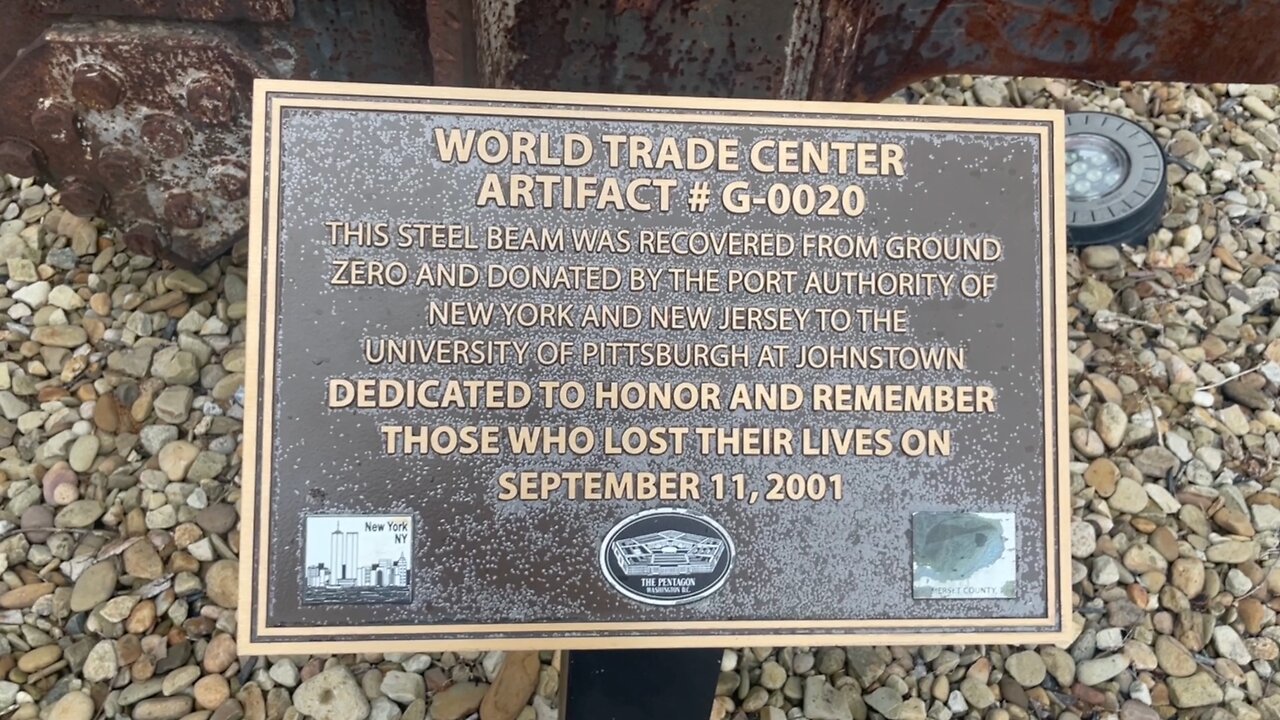 WORLD TRADE CENTER
ARTIFACT # G-0020
THIS STEEL BEAM WAS RECOVERED FROM GROUND
ZERO AND DONATED BY THE PORT AUTHORITY OF
NEW YORK AND NEW JERSEY TO THE
UNIVERSITY OF PITTSBURGH AT JOHNSTOWN
DEDICATED TO HONOR AND REMEMBER
THOSE WHO LOST THEIR LIVES ON
SEPTEMBER 11, 2001
New York
NY
THE PENTAGON
WASHINGTON D.C.
COUNTY,